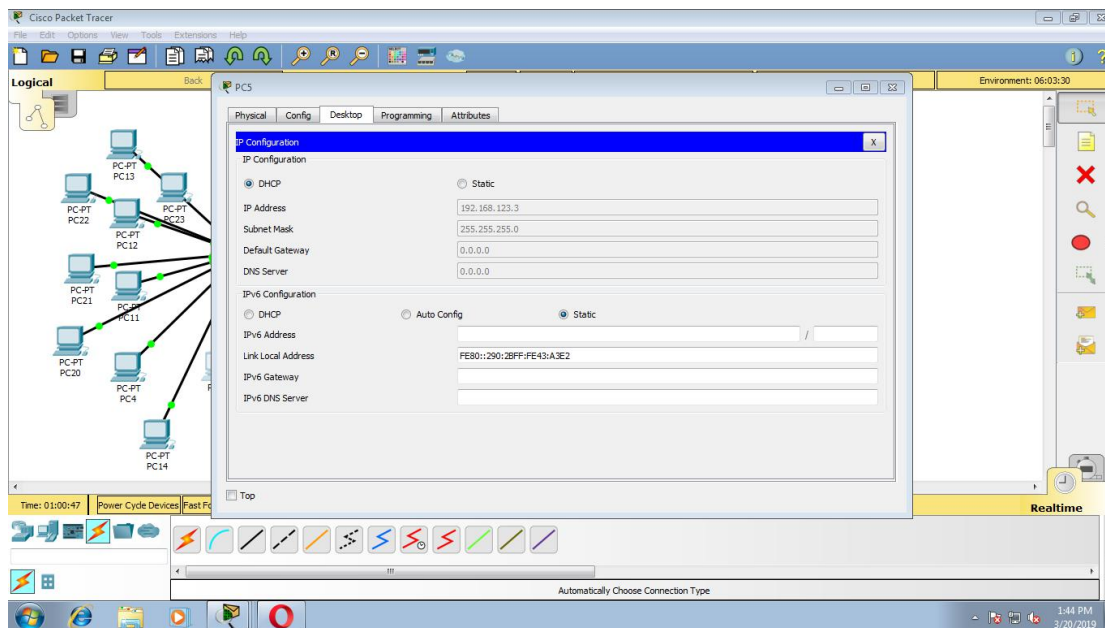 Cisco Packet Tracer
File Edit Options View Tools Extensions Help
Logical
Back
Environment: 06:03:30
PC5
Physical Config Desktop Programming Attributes
IP Configuration X
IP Configuration
DHCP Static
IP Address 192.168.123.3
Subnet Mask 255.255.255.0
Default Gateway 0.0.0.0
DNS Server 0.0.0.0
IPv6 Configuration
DHCP Auto Config Static
IPv6 Address /
Link Local Address FE80::290:2BFF:FE43:A3E2
IPv6 Gateway
IPv6 DNS Server
Top
PC-PT
PC13
PC-PT
PC22
PC-PT
PC23
PC-PT
PC12
PC-PT
PC21
PC-PT
PC11
PC-PT
PC20
PC-PT
PC4
PC-PT
PC14
Time: 01:00:47 Power Cycle Devices Fast Fo
Realtime
Automatically Choose Connection Type
1:44 PM
3/20/2019